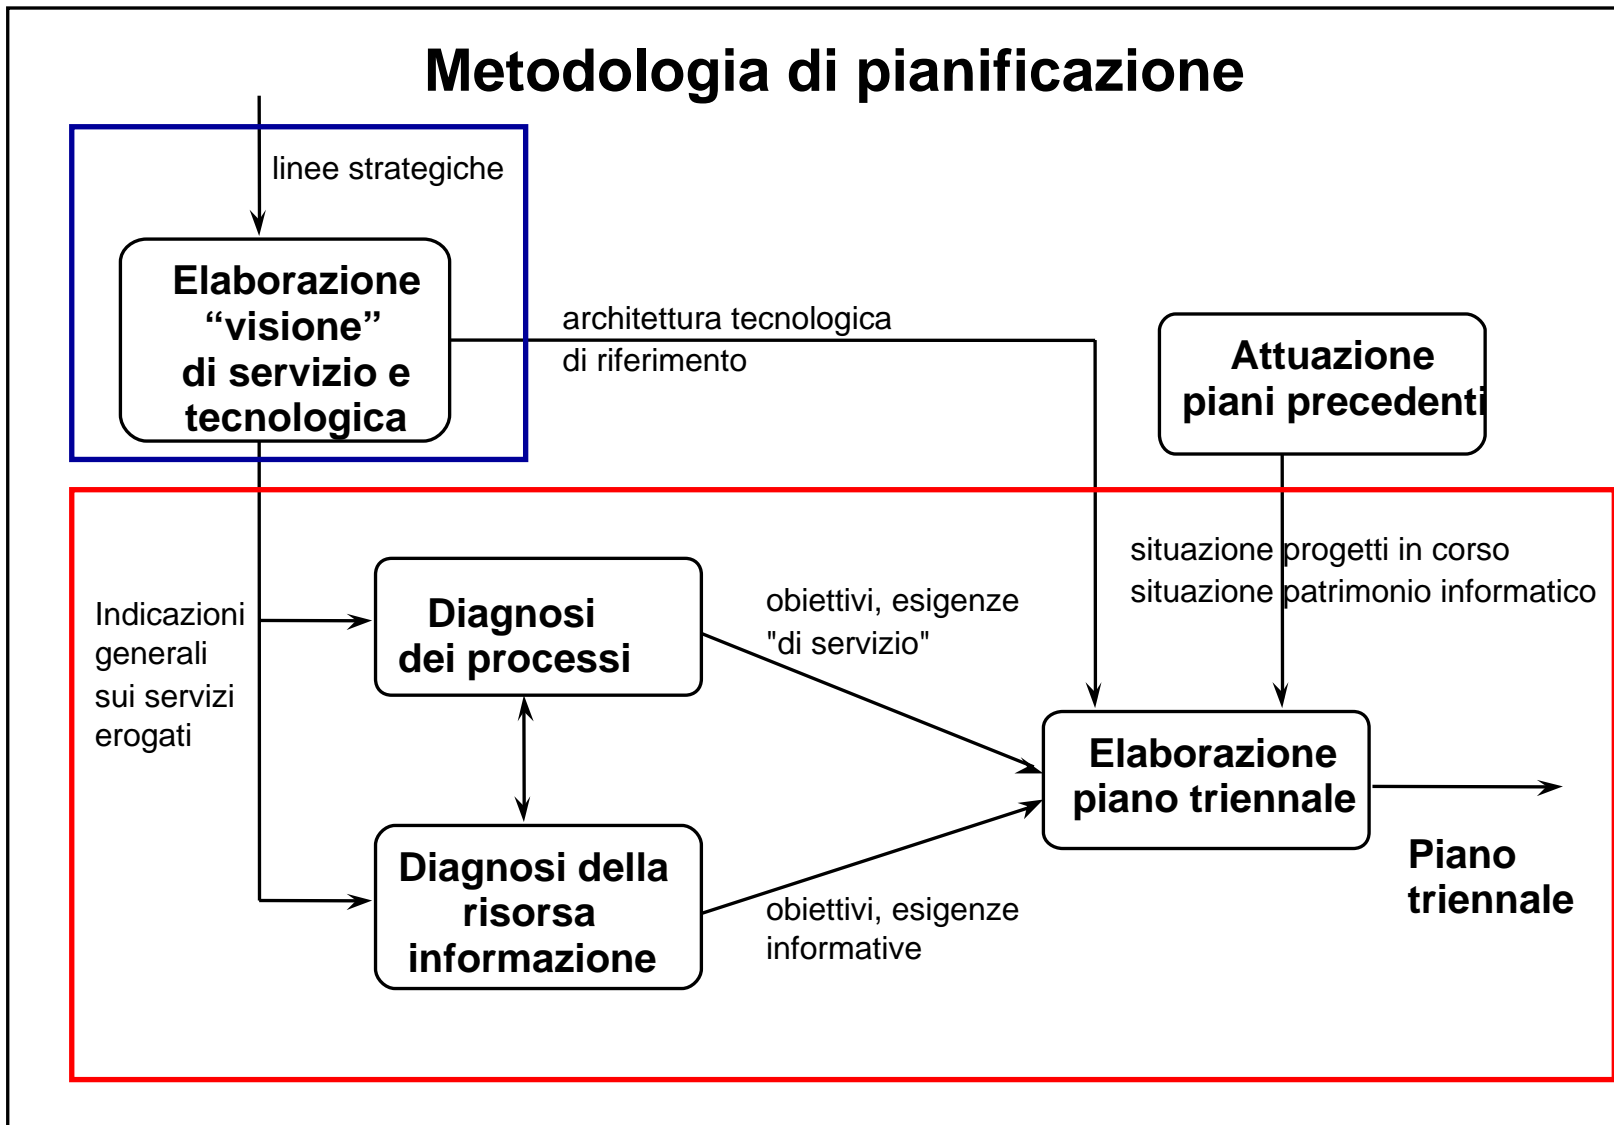 Metodologia di pianificazione
linee strategiche
Elaborazione
“visione”
di servizio e
tecnologica
architettura tecnologica
di riferimento
Attuazione
piani precedenti
situazione progetti in corso
situazione patrimonio informatico
Indicazioni
generali
sui servizi
erogati
Diagnosi
dei processi
obiettivi, esigenze
"di servizio"
Elaborazione
piano triennale
Diagnosi della
risorsa
informazione
obiettivi, esigenze
informative
Piano
triennale